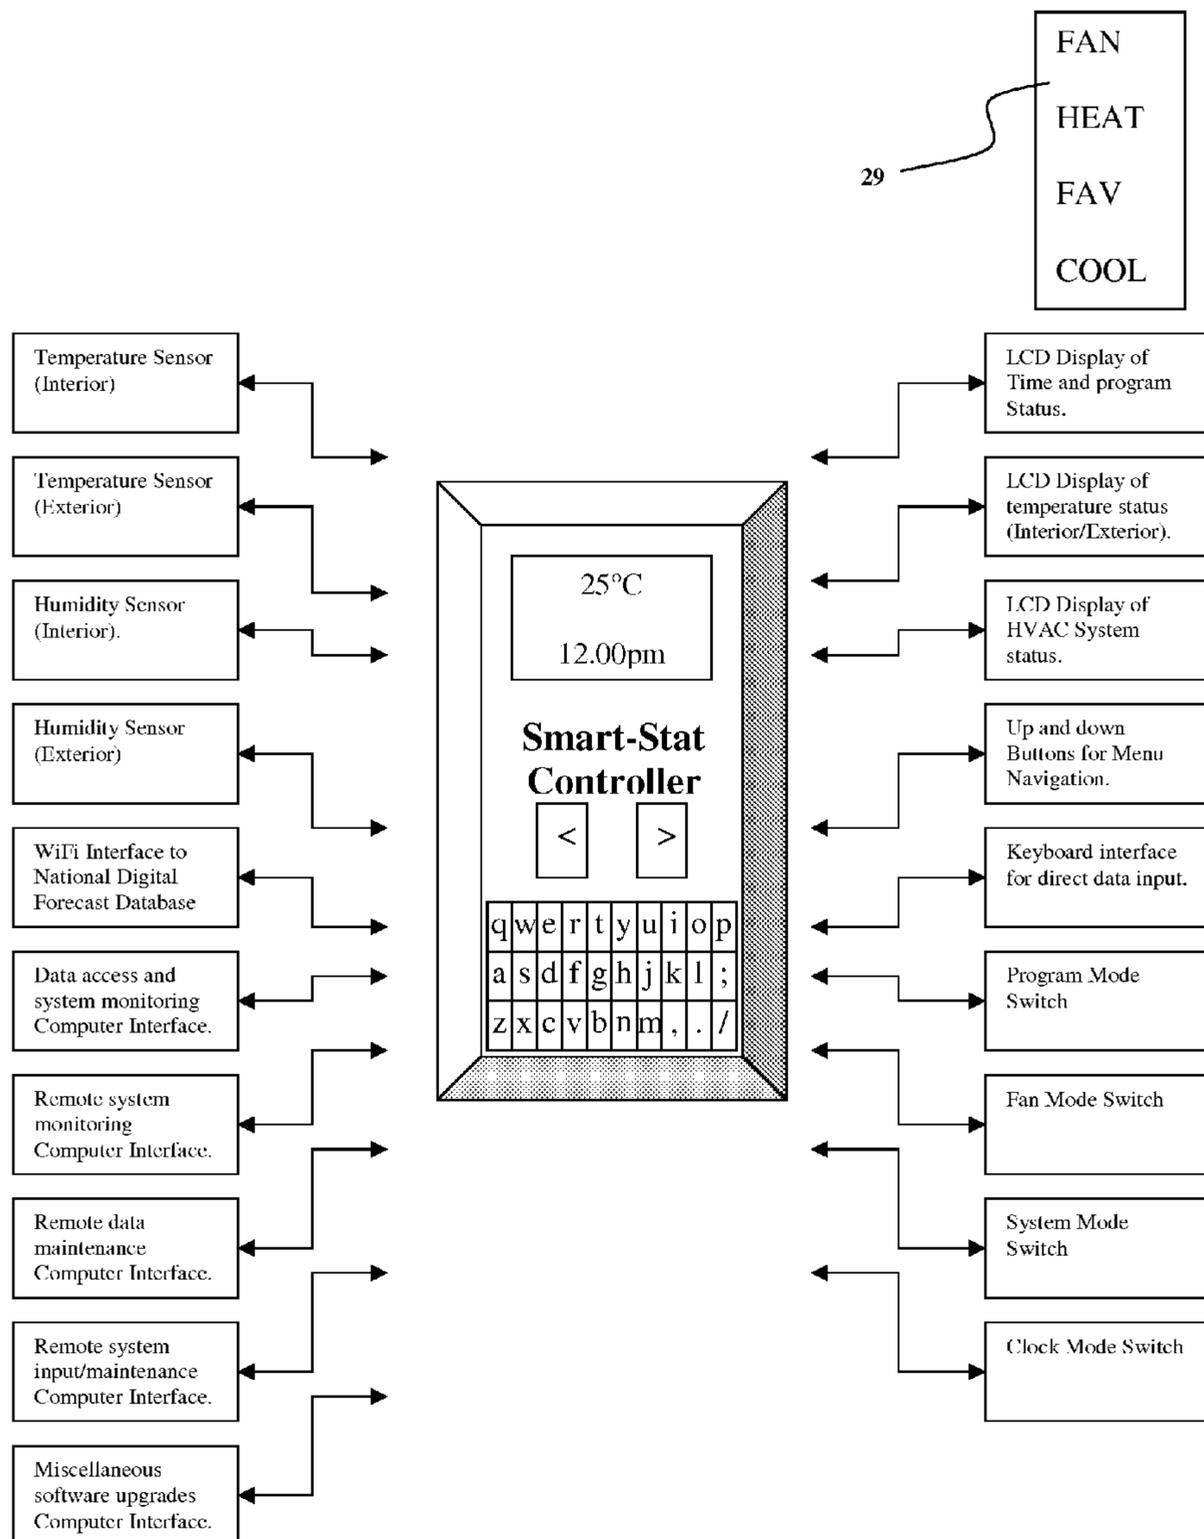 FAN
HEAT
29
FAV
COOL
Temperature Sensor
(Interior)
Temperature Sensor
(Exterior)
Humidity Sensor
(Interior).
Humidity Sensor
(Exterior)
WiFi Interface to
National Digital
Forecast Database
Data access and
system monitoring
Computer Interface.
Remote system
monitoring
Computer Interface.
Remote data
maintenance
Computer Interface.
Remote system
input/maintenance
Computer Interface.
Miscellaneous
software upgrades
Computer Interface.
25°C
12.00pm
Smart-Stat
Controller
< >
q w e r t y u i o p
a s d f g h j k l ;
z x c v b n m , . /
LCD Display of
Time and program
Status.
LCD Display of
temperature status
(Interior/Exterior).
LCD Display of
HVAC System
status.
Up and down
Buttons for Menu
Navigation.
Keyboard interface
for direct data input.
Program Mode
Switch
Fan Mode Switch
System Mode
Switch
Clock Mode Switch